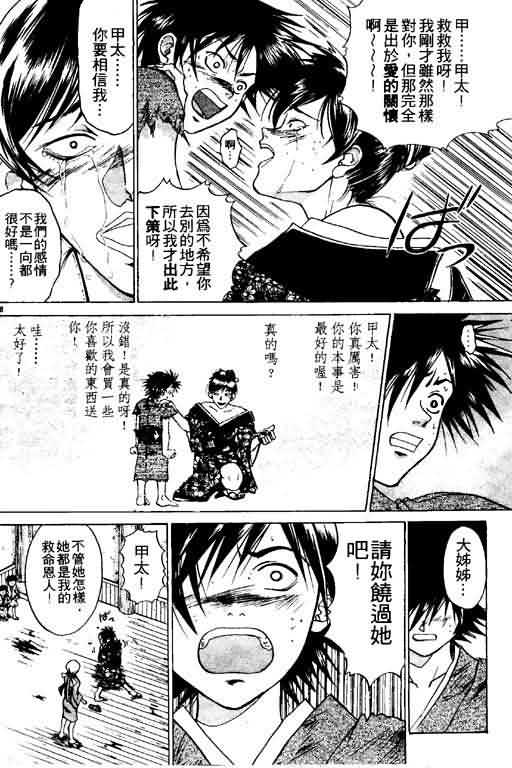 甲……甲太！
救救我呀！
我剛才雖然那樣
對你，但那完全
是出於愛的關懷
啊～～～～！
啊…
甲太……
你要相信我…
因為不希望你
去別的地方，
所以我才出此
下策呀！
我們的感情
不是一向都
很好嗎……？
ばっ
甲太！
你真厲害！
你的本事是
最好的喔！
真的嗎？
沒錯！是真的呀！
所以我會買一些
你喜歡的東西送
你！
哇……
太好了！
大姊姊…
……
請妳饒過她
吧！
甲太！
不管她怎樣，
她都是我的
救命恩人！